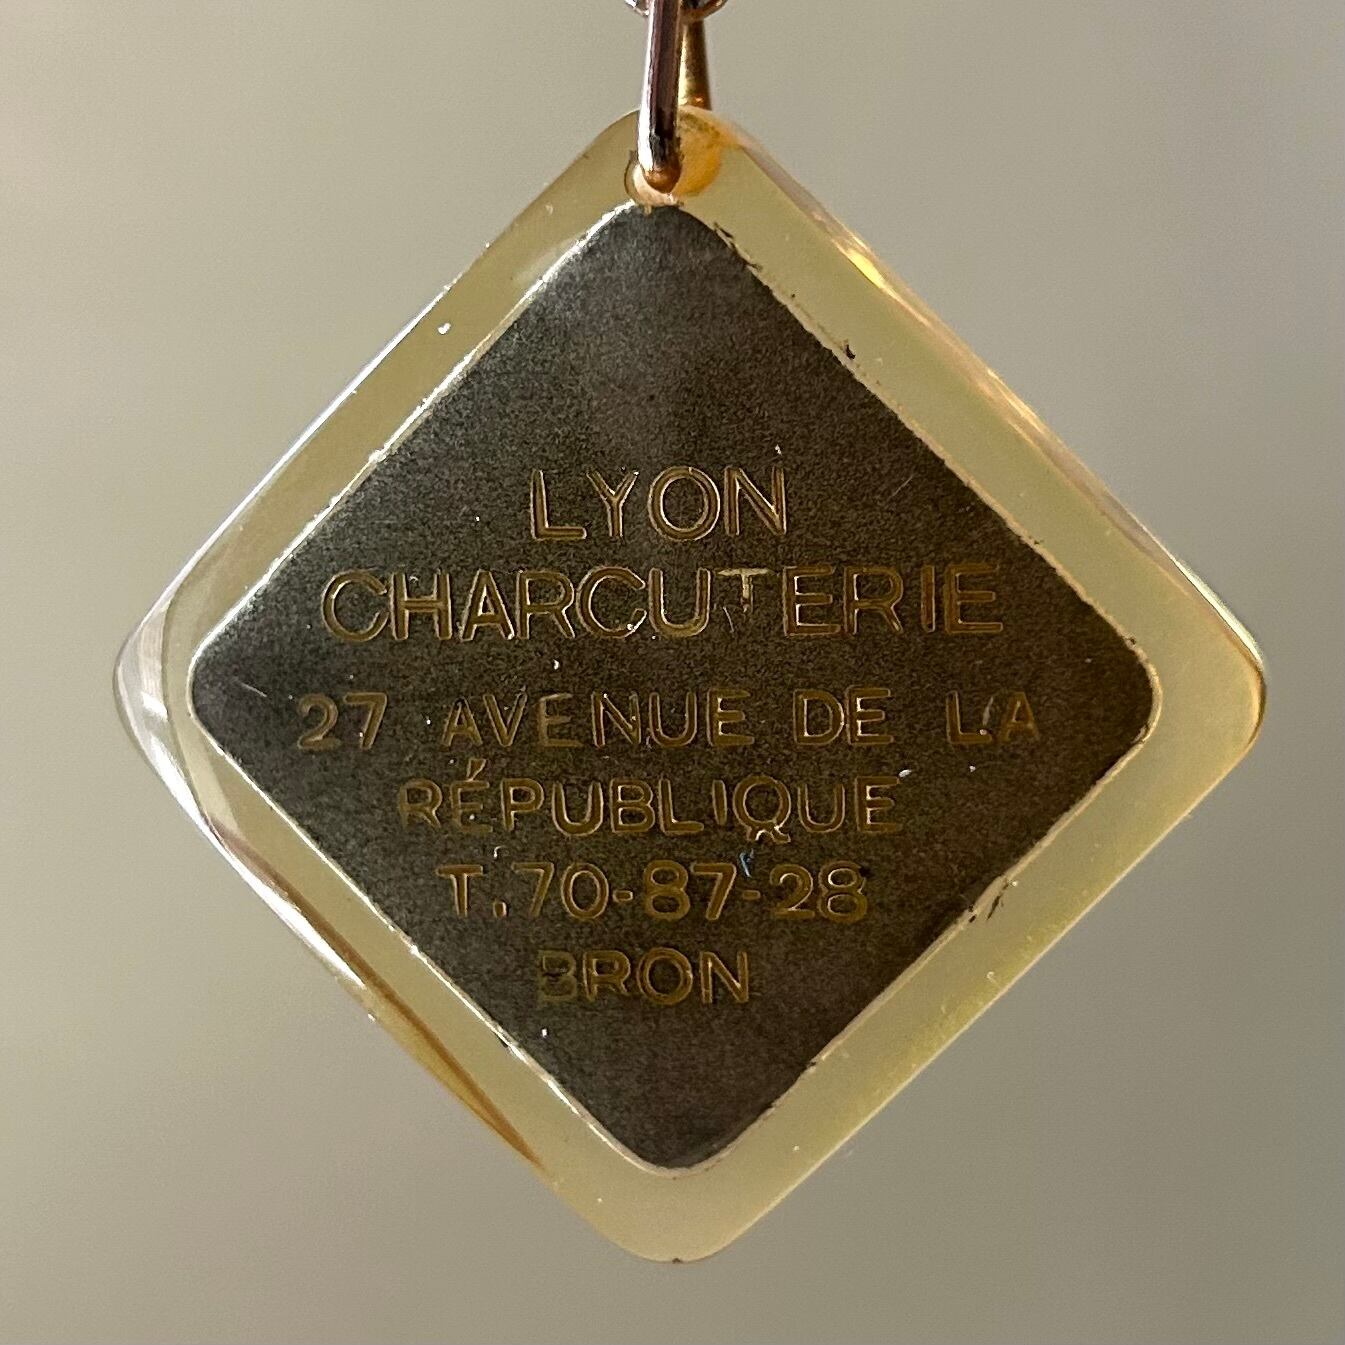 LYON
CHARCUTERIE
27 AVENUE DE LA
RÉPUBLIQUE
T. 70-87-28
BRON